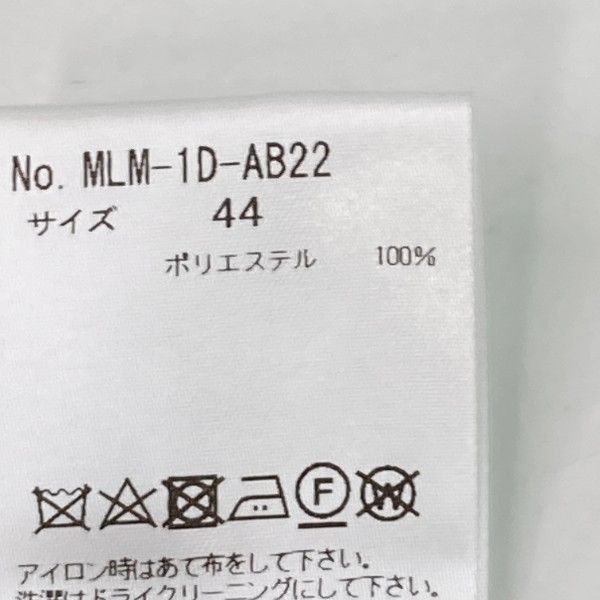 No. MLM-1D-AB22
サイズ 44
ポリエステル 100%
F
W
アイロン時はあて布をして下さい。
洗濯はドライクリーニングにして下さい。